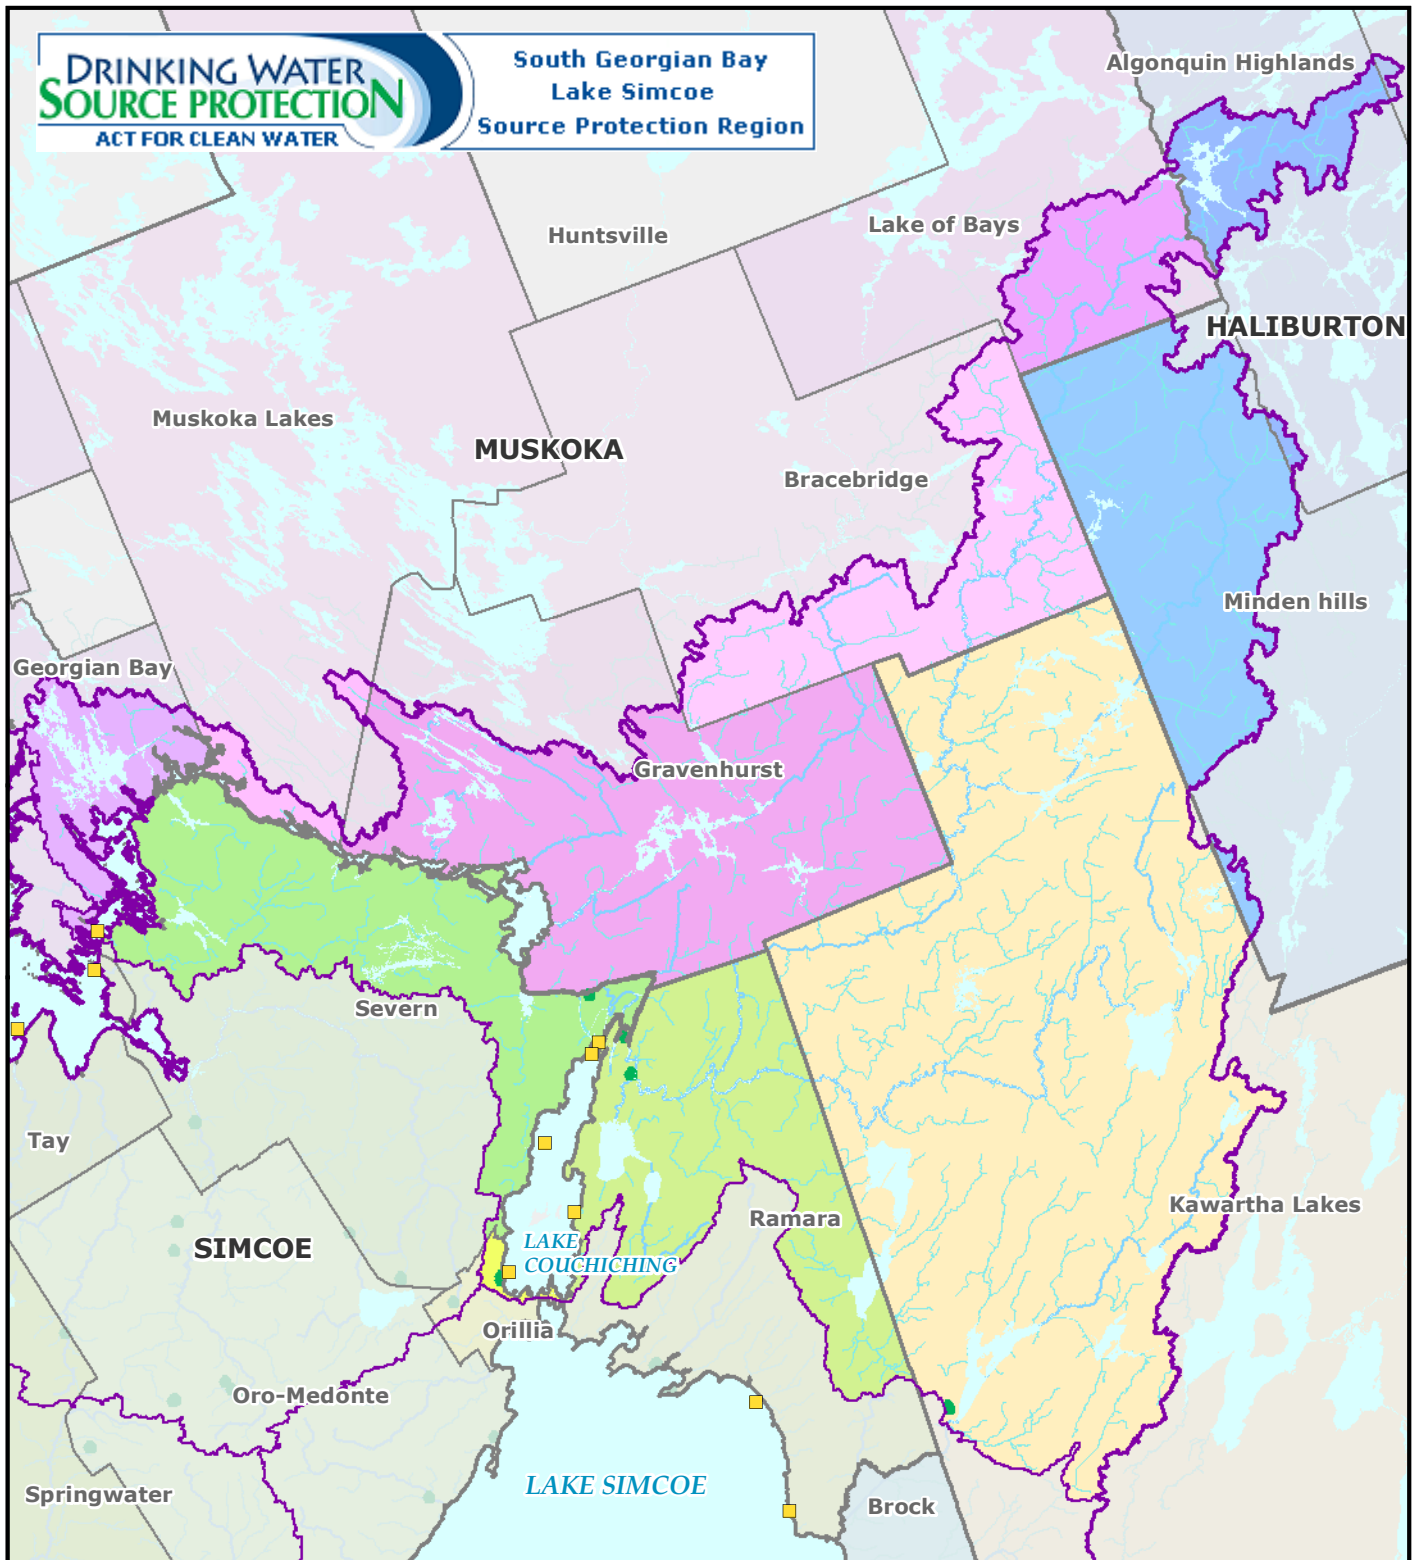 DRINKING WATER
SOURCE PROTECTION
ACT FOR CLEAN WATER
South Georgian Bay
Lake Simcoe
Source Protection Region
Algonquin Highlands
Lake of Bays
Huntsville
HALIBURTON
Muskoka Lakes
MUSKOKA
Bracebridge
Minden hills
Georgian Bay
Gravenhurst
Severn
Tay
Kawartha Lakes
Ramara
SIMCOE
LAKE
COUCHICHING
Orillia
Oro-Medonte
LAKE SIMCOE
Springwater
Brock